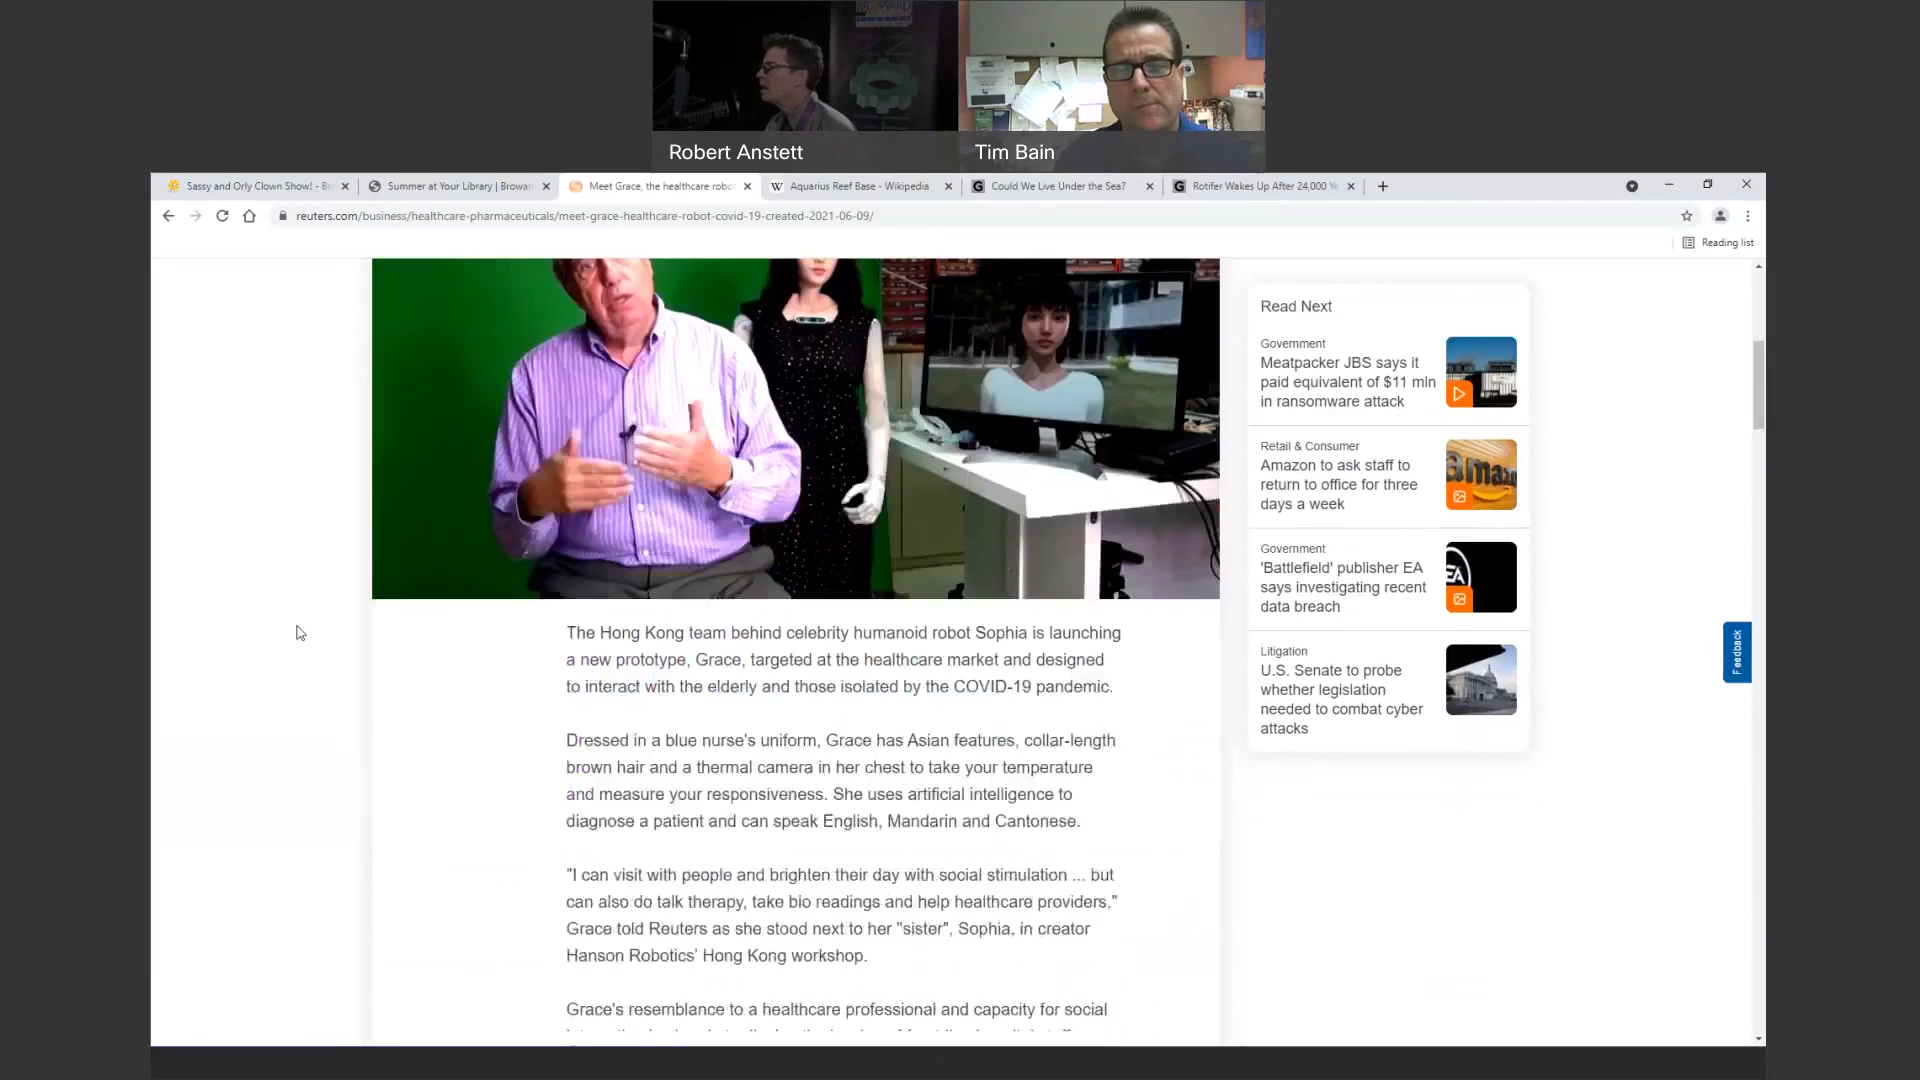 BROWARD
Robert Anstett
Tim Bain
Sassy and Orly Clown Show! - Br
Summer at Your Library | Browar
Meet Grace, the healthcare robo
Aquarius Reef Base - Wikipedia
Could We Live Under the Sea?
Rotifer Wakes Up After 24,000 Ye
reuters.com/business/healthcare-pharmaceuticals/meet-grace-healthcare-robot-covid-19-created-2021-06-09/
Reading list
The Hong Kong team behind celebrity humanoid robot Sophia is launching
a new prototype, Grace, targeted at the healthcare market and designed
to interact with the elderly and those isolated by the COVID-19 pandemic.
Dressed in a blue nurse's uniform, Grace has Asian features, collar-length
brown hair and a thermal camera in her chest to take your temperature
and measure your responsiveness. She uses artificial intelligence to
diagnose a patient and can speak English, Mandarin and Cantonese.
"I can visit with people and brighten their day with social stimulation ... but
can also do talk therapy, take bio readings and help healthcare providers,"
Grace told Reuters as she stood next to her "sister", Sophia, in creator
Hanson Robotics' Hong Kong workshop.
Grace's resemblance to a healthcare professional and capacity for social
Read Next
Government
Meatpacker JBS says it
paid equivalent of $11 mln
in ransomware attack
Retail & Consumer
Amazon to ask staff to
return to office for three
days a week
amazo
Government
'Battlefield' publisher EA
says investigating recent
data breach
EA
Litigation
U.S. Senate to probe
whether legislation
needed to combat cyber
attacks
Feedback